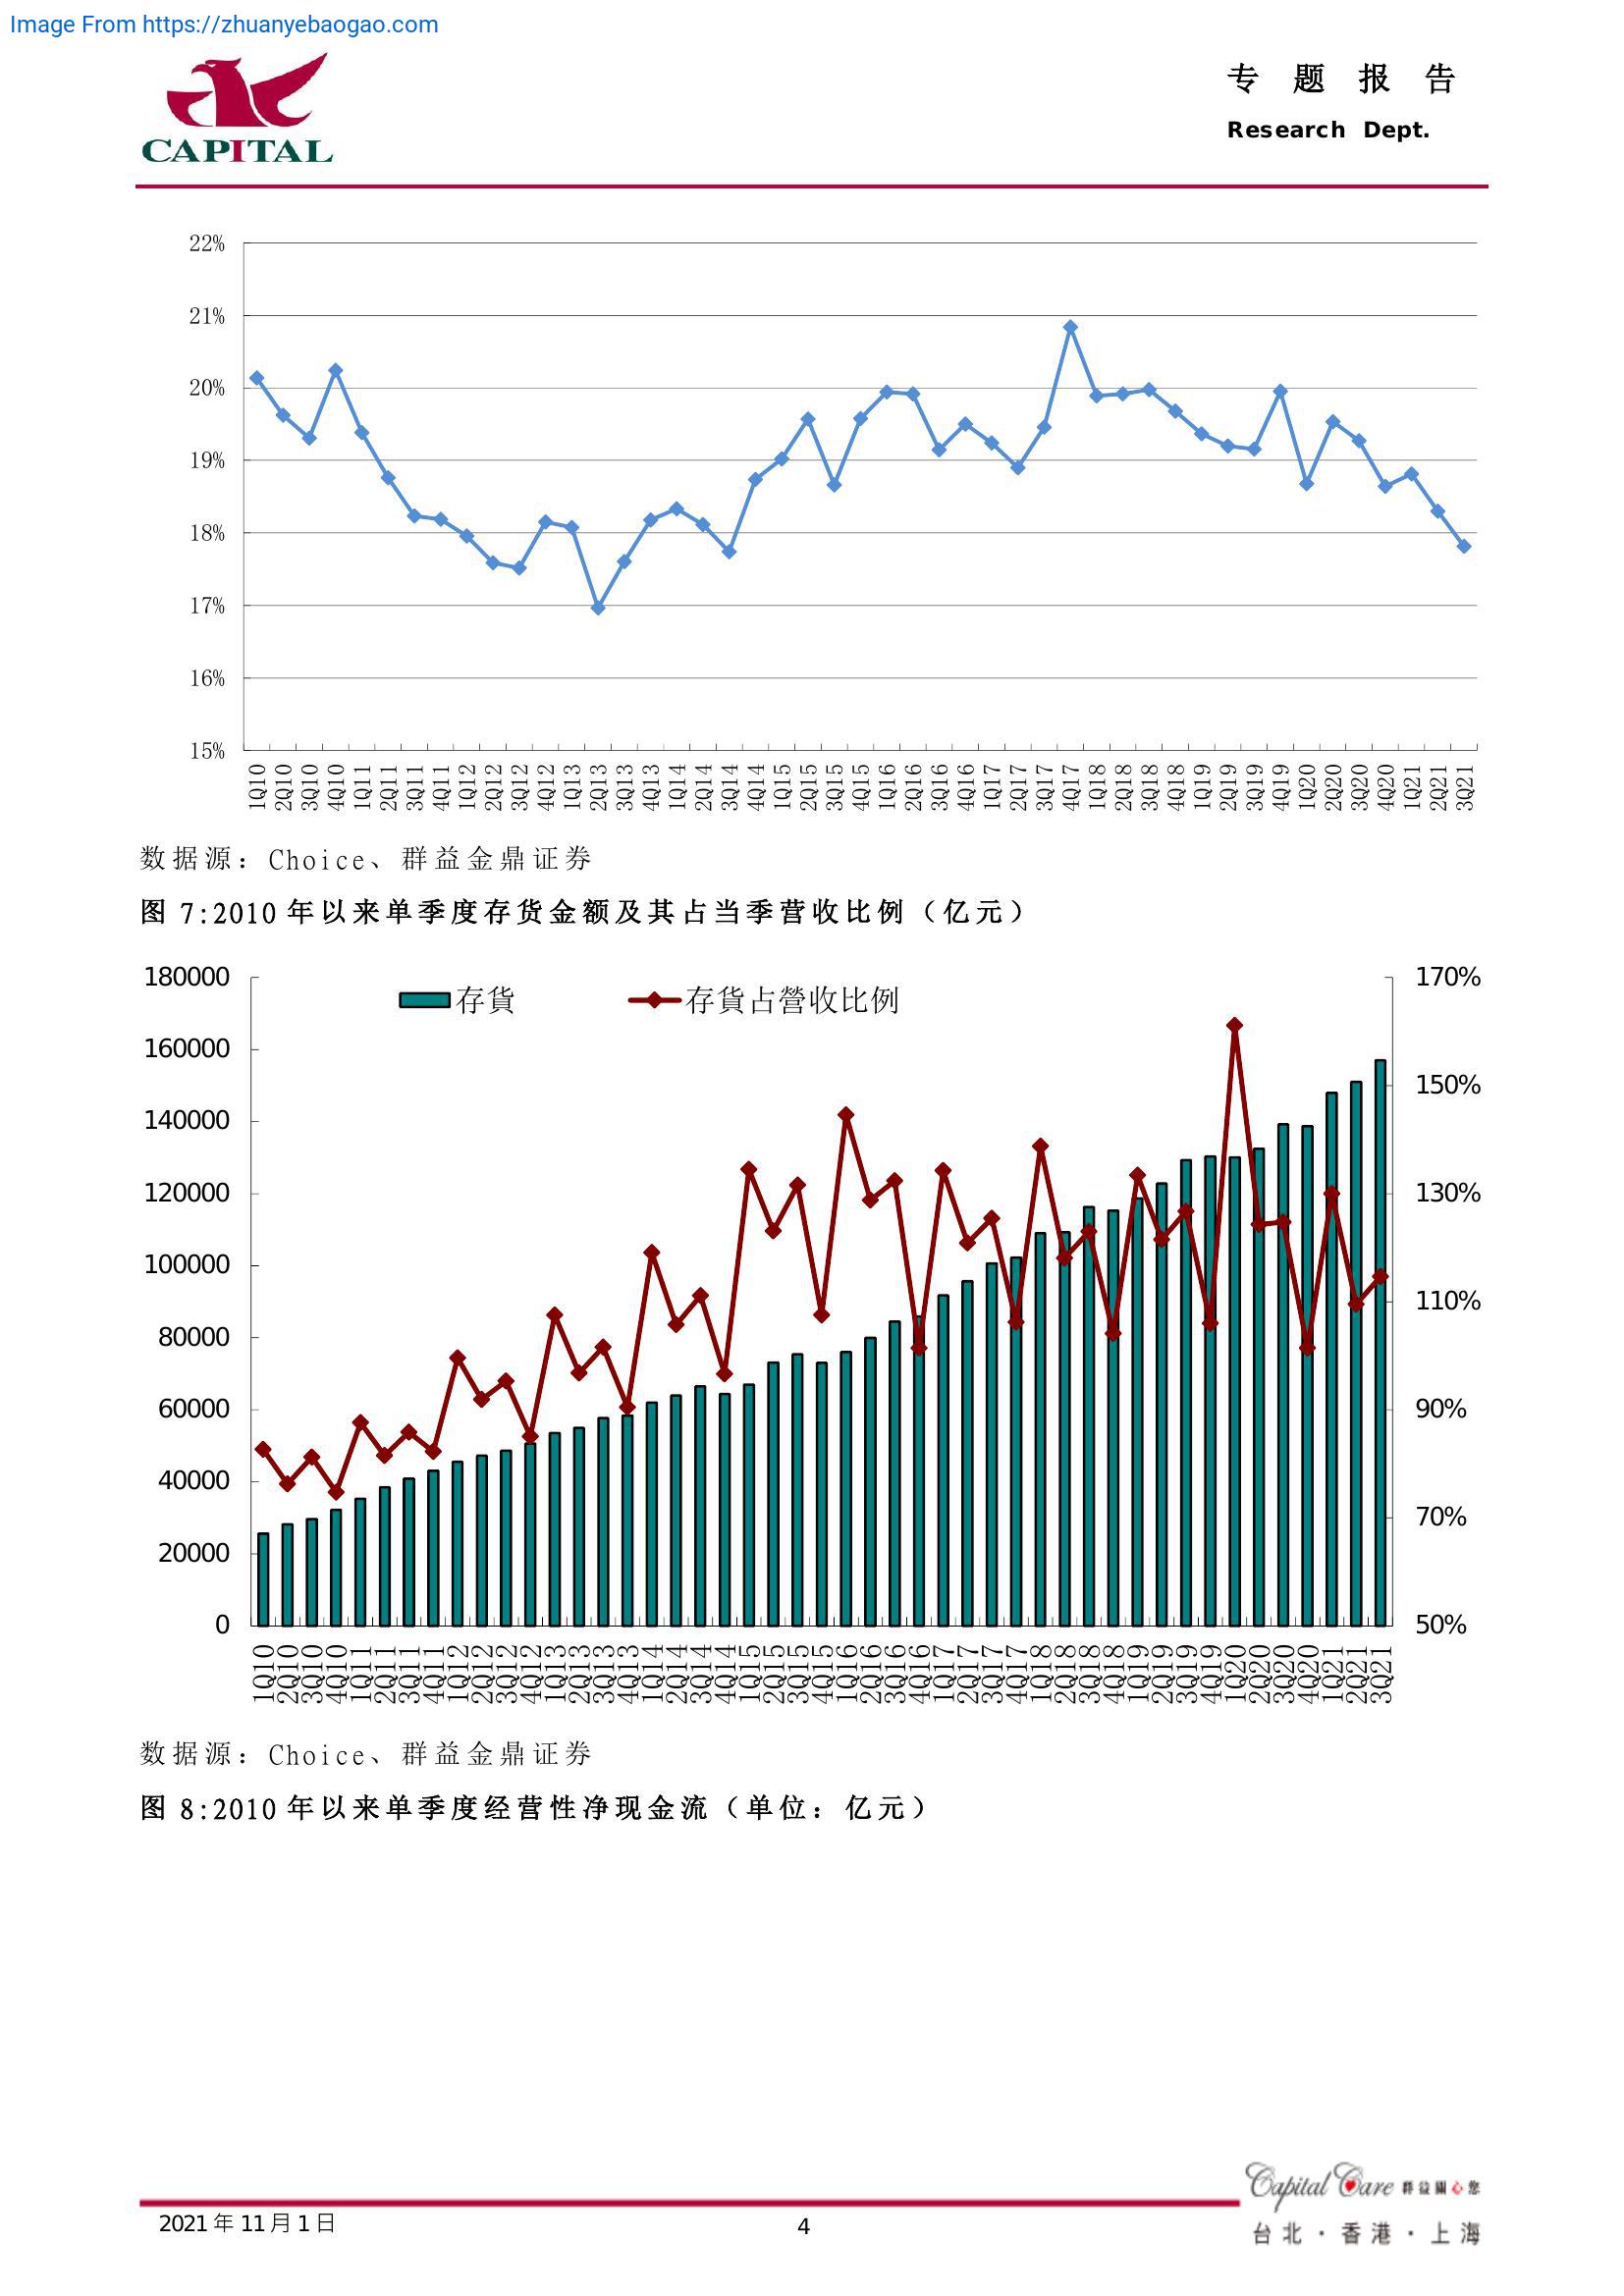 Image From https://zhuanyebaogao.com
CAPITAL
专 题 报 告
Research Dept.
22%
21%
20%
19%
18%
17%
16%
15%
1Q10 2Q10 3Q10 4Q10 1Q11 2Q11 3Q11 4Q11 1Q12 2Q12 3Q12 4Q12 1Q13 2Q13 3Q13 4Q13 1Q14 2Q14 3Q14 4Q14 1Q15 2Q15 3Q15 4Q15 1Q16 2Q16 3Q16 4Q16 1Q17 2Q17 3Q17 4Q17 1Q18 2Q18 3Q18 4Q18 1Q19 2Q19 3Q19 4Q19 1Q20 2Q20 3Q20 4Q20 1Q21 2Q21 3Q21
数据源：Choice、群益金鼎证券
图 7:2010 年以来单季度存货金额及其占当季营收比例（亿元）
180000 170%
存貨 存貨占營收比例
160000
150%
140000
120000 130%
100000
110%
80000
60000 90%
40000
70%
20000
0 50%
1Q10 2Q10 3Q10 4Q10 1Q11 2Q11 3Q11 4Q11 1Q12 2Q12 3Q12 4Q12 1Q13 2Q13 3Q13 4Q13 1Q14 2Q14 3Q14 4Q14 1Q15 2Q15 3Q15 4Q15 1Q16 2Q16 3Q16 4Q16 1Q17 2Q17 3Q17 4Q17 1Q18 2Q18 3Q18 4Q18 1Q19 2Q19 3Q19 4Q19 1Q20 2Q20 3Q20 4Q20 1Q21 2Q21 3Q21
数据源：Choice、群益金鼎证券
图 8:2010 年以来单季度经营性净现金流（单位：亿元）
Capital Care 群益關心您
2021 年 11 月 1 日 4
台北·香港·上海